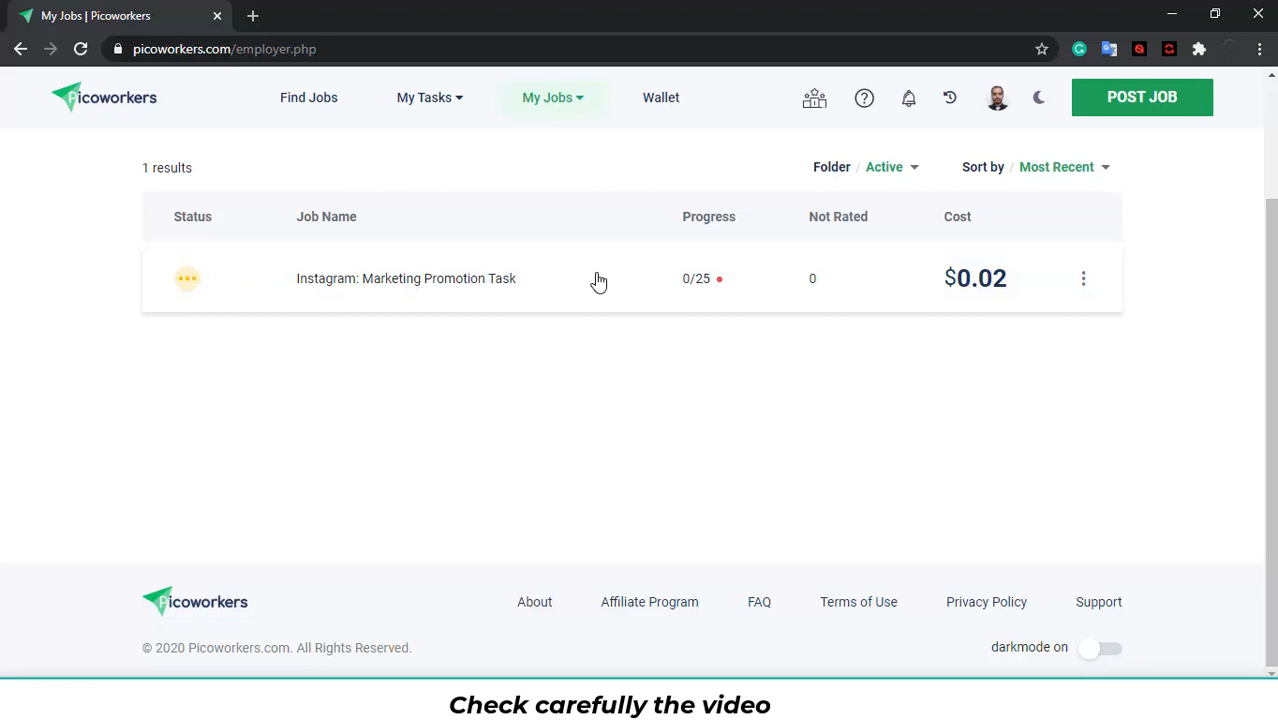 My Jobs | Picoworkers
picoworkers.com/employer.php
Picoworkers
Find Jobs
My Tasks
My Jobs
Wallet
POST JOB
1 results
Folder / Active
Sort by / Most Recent
Status
Job Name
Progress
Not Rated
Cost
Instagram: Marketing Promotion Task
0/25
0
$0.02
Picoworkers
About
Affiliate Program
FAQ
Terms of Use
Privacy Policy
Support
© 2020 Picoworkers.com. All Rights Reserved.
darkmode on
Check carefully the video